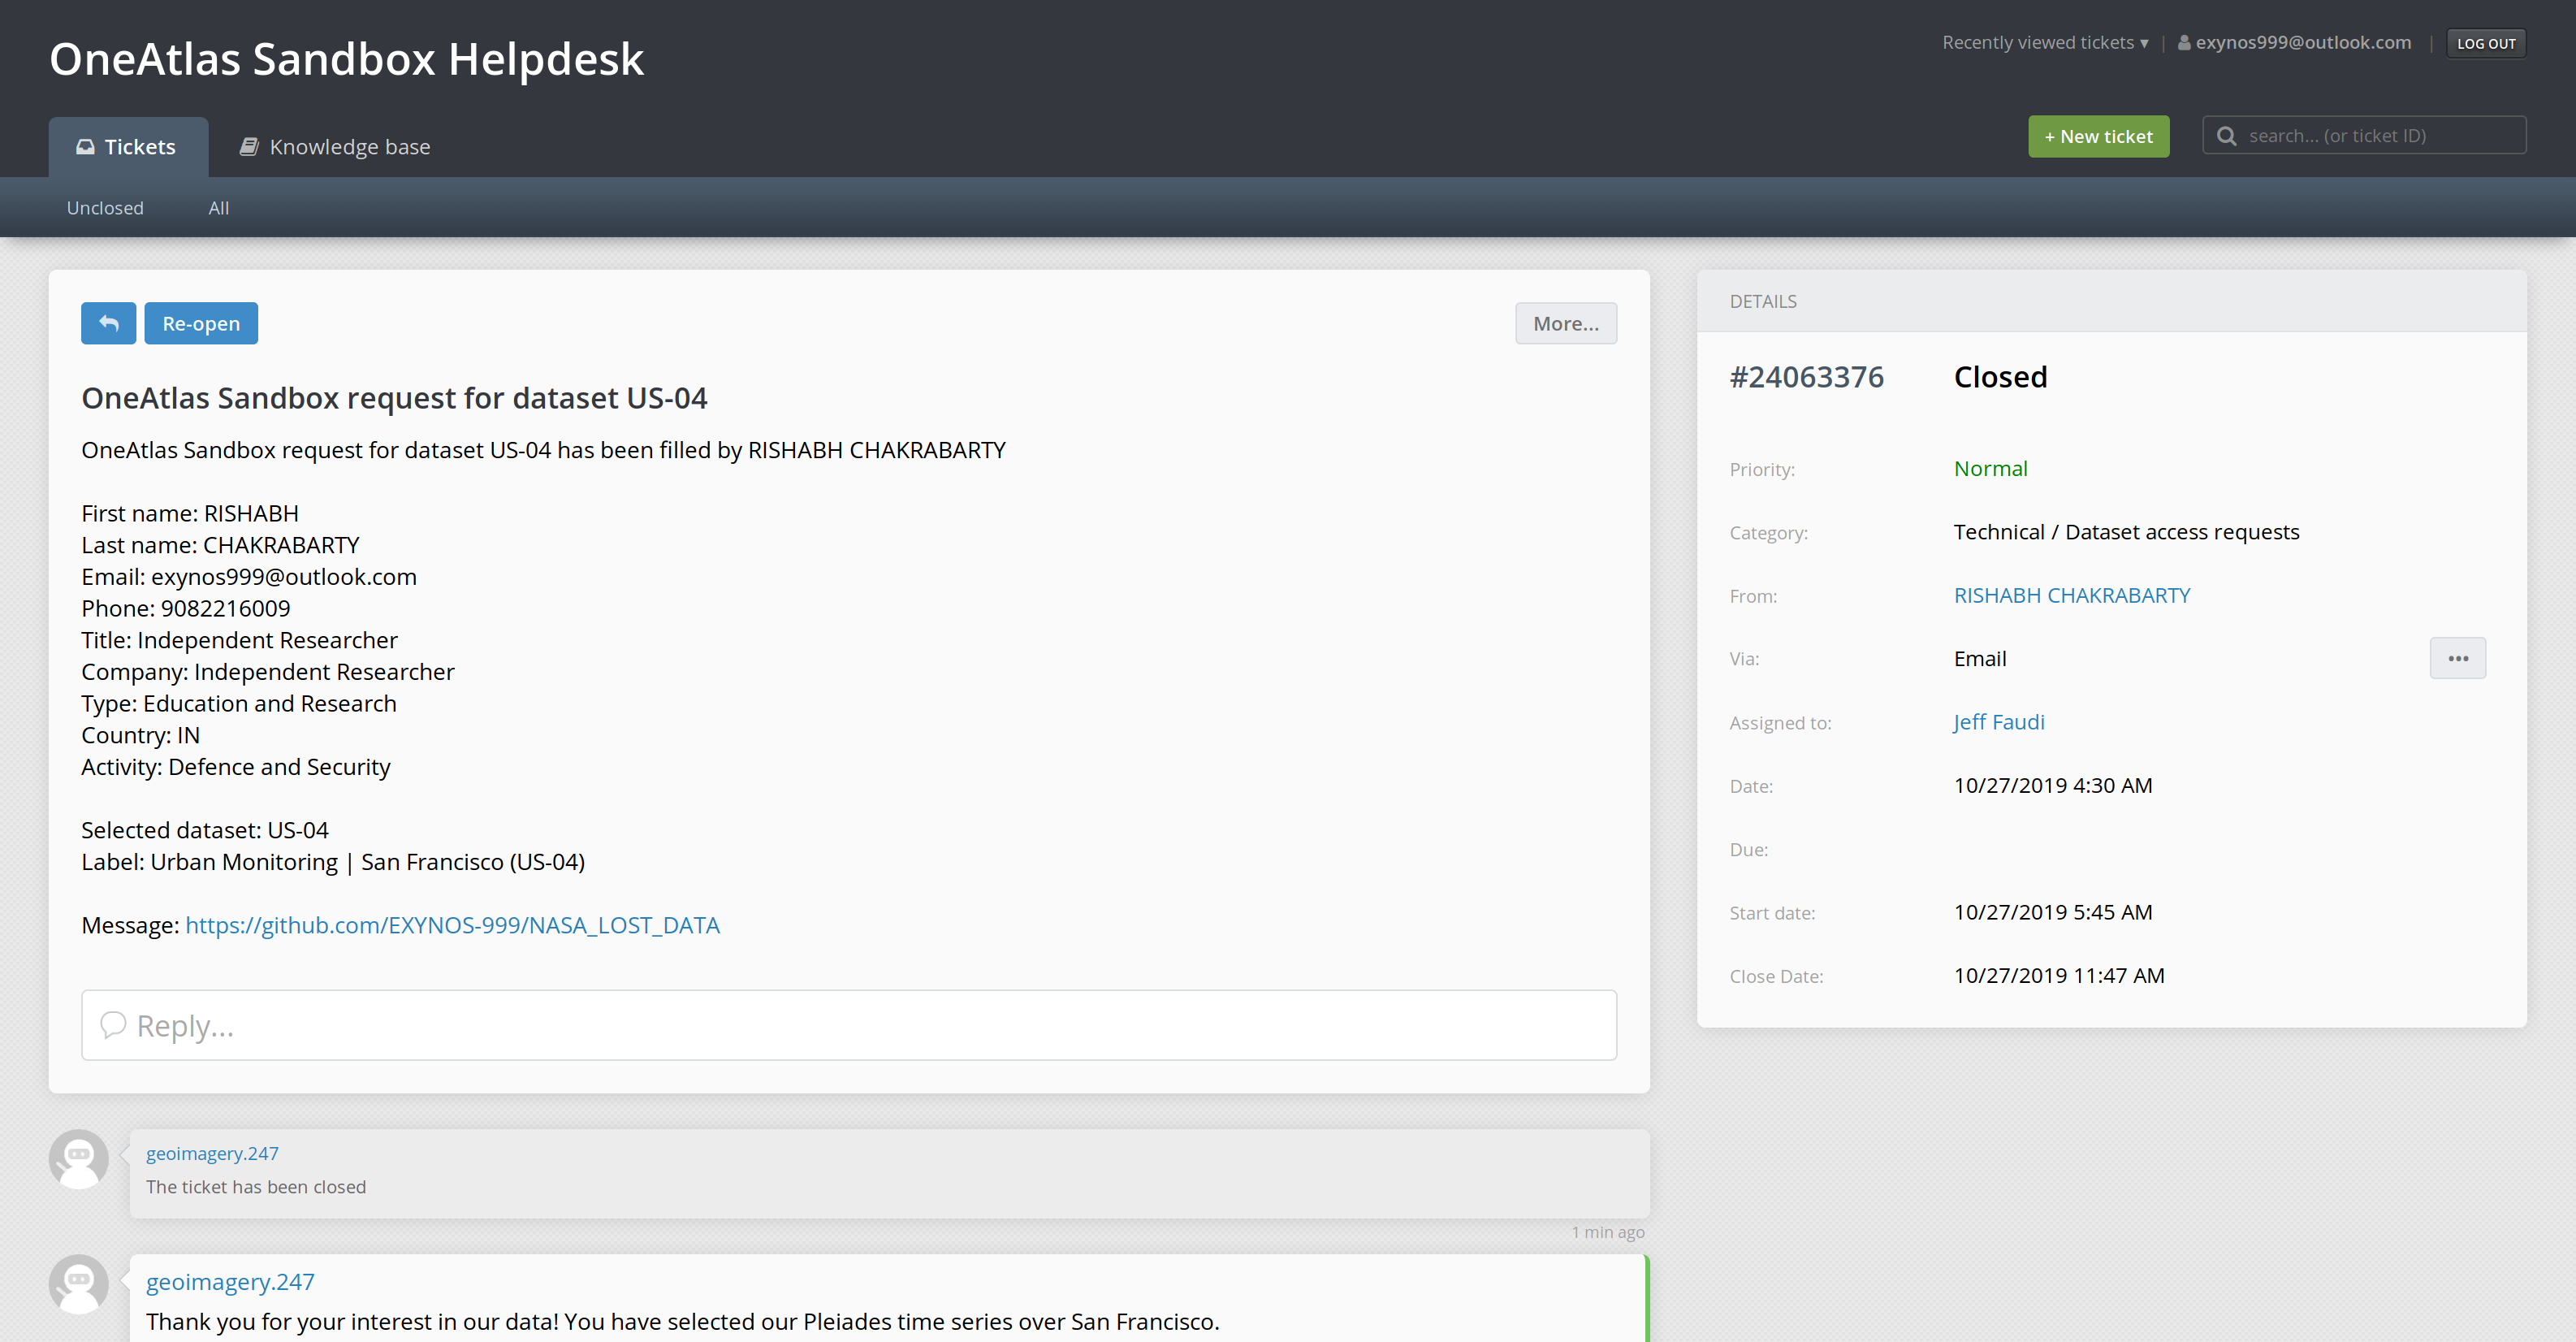 OneAtlas Sandbox Helpdesk
Recently viewed tickets ▾ | exynos999@outlook.com | LOG OUT
Tickets
Knowledge base
+ New ticket
search... (or ticket ID)
Unclosed
All
Re-open
More...
OneAtlas Sandbox request for dataset US-04
OneAtlas Sandbox request for dataset US-04 has been filled by RISHABH CHAKRABARTY
First name: RISHABH
Last name: CHAKRABARTY
Email: exynos999@outlook.com
Phone: 9082216009
Title: Independent Researcher
Company: Independent Researcher
Type: Education and Research
Country: IN
Activity: Defence and Security
Selected dataset: US-04
Label: Urban Monitoring | San Francisco (US-04)
Message: https://github.com/EXYNOS-999/NASA_LOST_DATA
Reply...
geoimagery.247
The ticket has been closed
1 min ago
geoimagery.247
Thank you for your interest in our data! You have selected our Pleiades time series over San Francisco.
DETAILS
#24063376 Closed
Priority: Normal
Category: Technical / Dataset access requests
From: RISHABH CHAKRABARTY
Via: Email
Assigned to: Jeff Faudi
Date: 10/27/2019 4:30 AM
Due:
Start date: 10/27/2019 5:45 AM
Close Date: 10/27/2019 11:47 AM